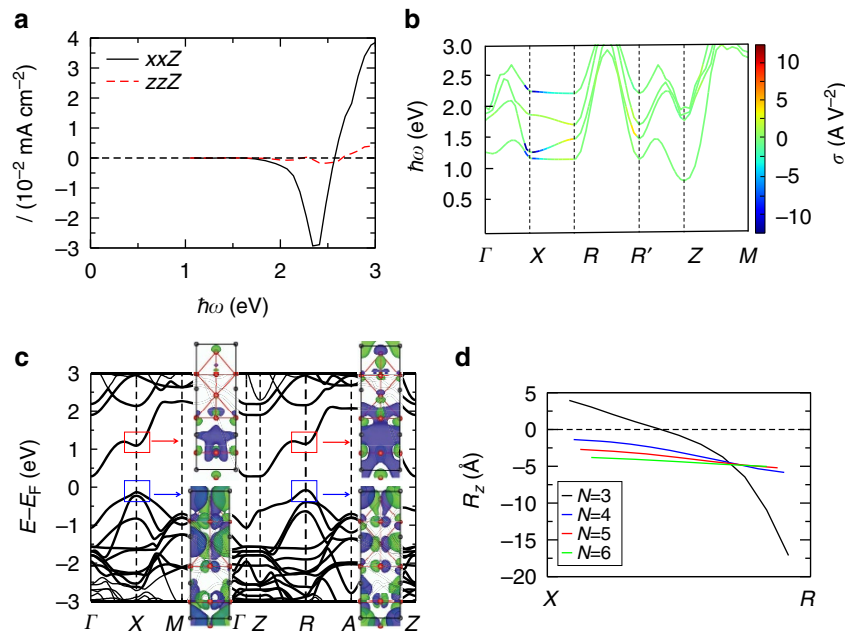 a
4
3
2
1
0
−1
−2
−3
xxZ
zzZ
I (10⁻² mA cm⁻²)
0
1
2
3
ħω (eV)
b
3.0
2.5
2.0
1.5
1.0
0.5
ħω (eV)
Γ
X
R
R′
Z
M
10
5
0
−5
−10
σ (A V⁻²)
c
3
2
1
0
−1
−2
−3
E–E_F (eV)
Γ
X
M
Γ
Z
R
A
Z
d
5
0
−5
−10
−15
−20
R_z (Å)
N=3
N=4
N=5
N=6
X
R